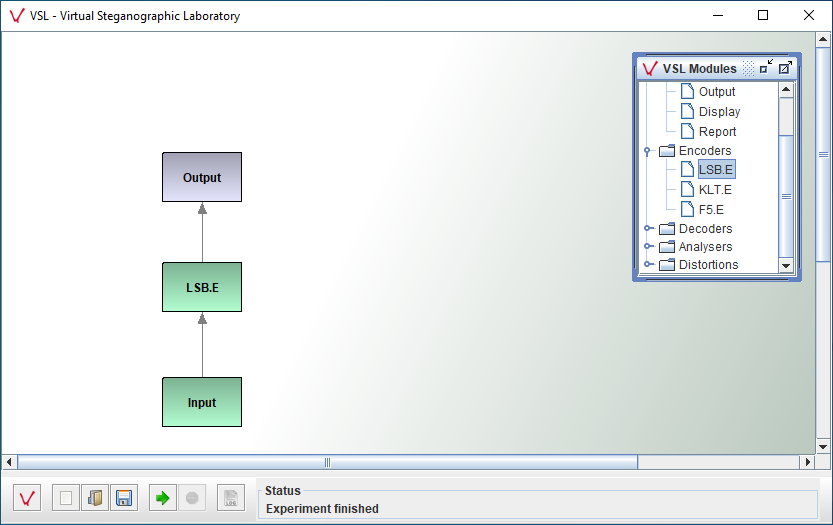 VSL - Virtual Steganographic Laboratory
VSL Modules
Output
Display
Report
Encoders
LSB.E
KLT.E
F5.E
Decoders
Analysers
Distortions
Output
LSB.E
Input
LOG
Status
Experiment finished